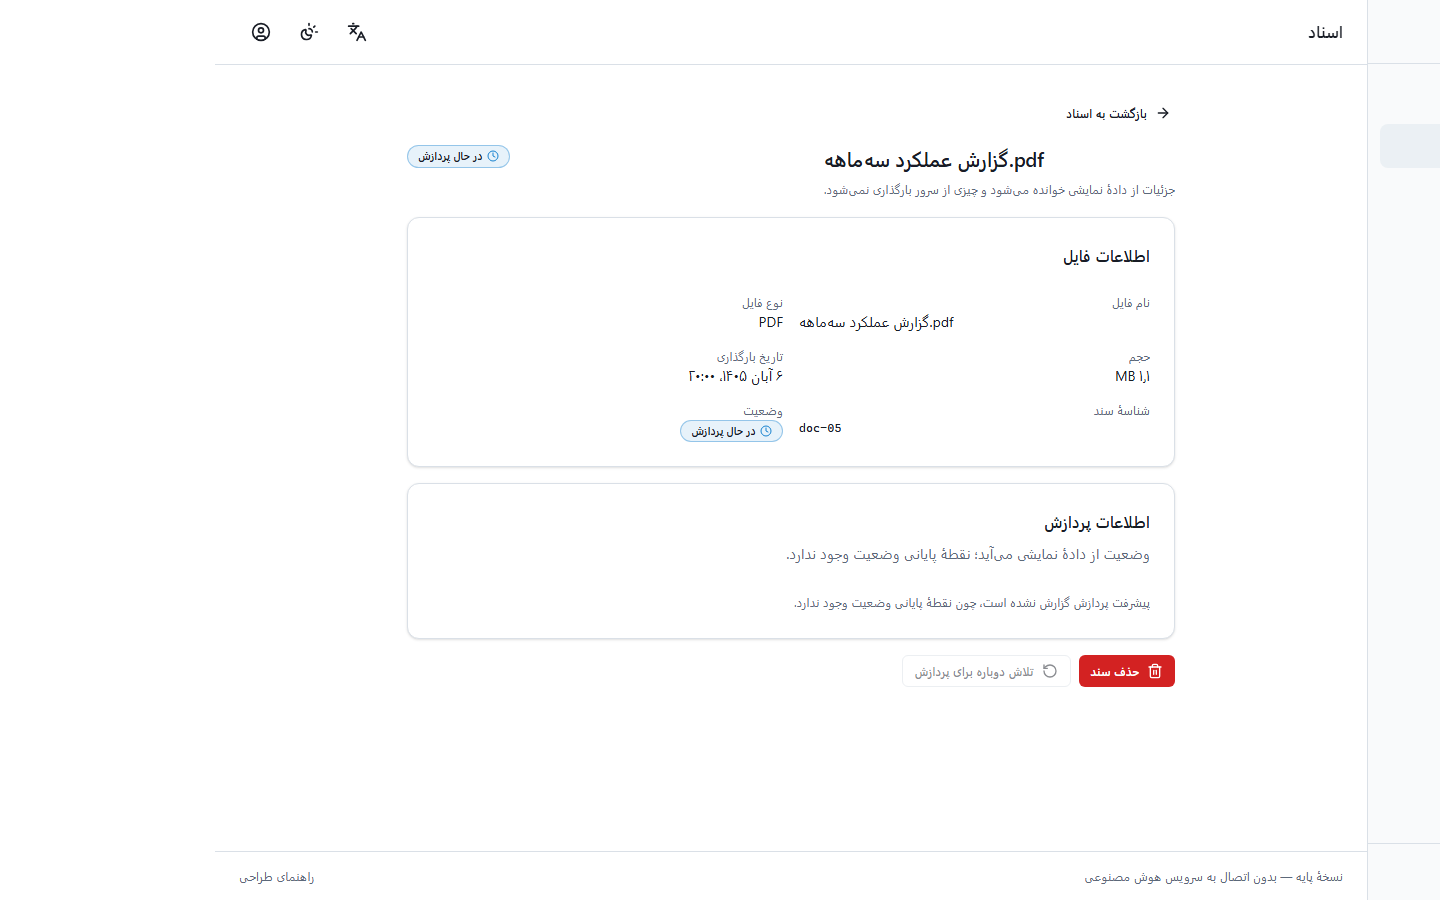 اسناد
بازگشت به اسناد
گزارش عملکرد سه‌ماهه.pdf
در حال پردازش
جزئیات از دادهٔ نمایشی خوانده می‌شود و چیزی از سرور بارگذاری نمی‌شود.
اطلاعات فایل
نام فایل
گزارش عملکرد سه‌ماهه.pdf
نوع فایل
PDF
حجم
۱٫۱ MB
تاریخ بارگذاری
۶ آبان ۱۴۰۵، ۲۰:۰۰
شناسهٔ سند
doc-05
وضعیت
در حال پردازش
اطلاعات پردازش
وضعیت از دادهٔ نمایشی می‌آید؛ نقطهٔ پایانی وضعیت وجود ندارد.
پیشرفت پردازش گزارش نشده است، چون نقطهٔ پایانی وضعیت وجود ندارد.
حذف سند
تلاش دوباره برای پردازش
نسخهٔ پایه — بدون اتصال به سرویس هوش مصنوعی
راهنمای طراحی